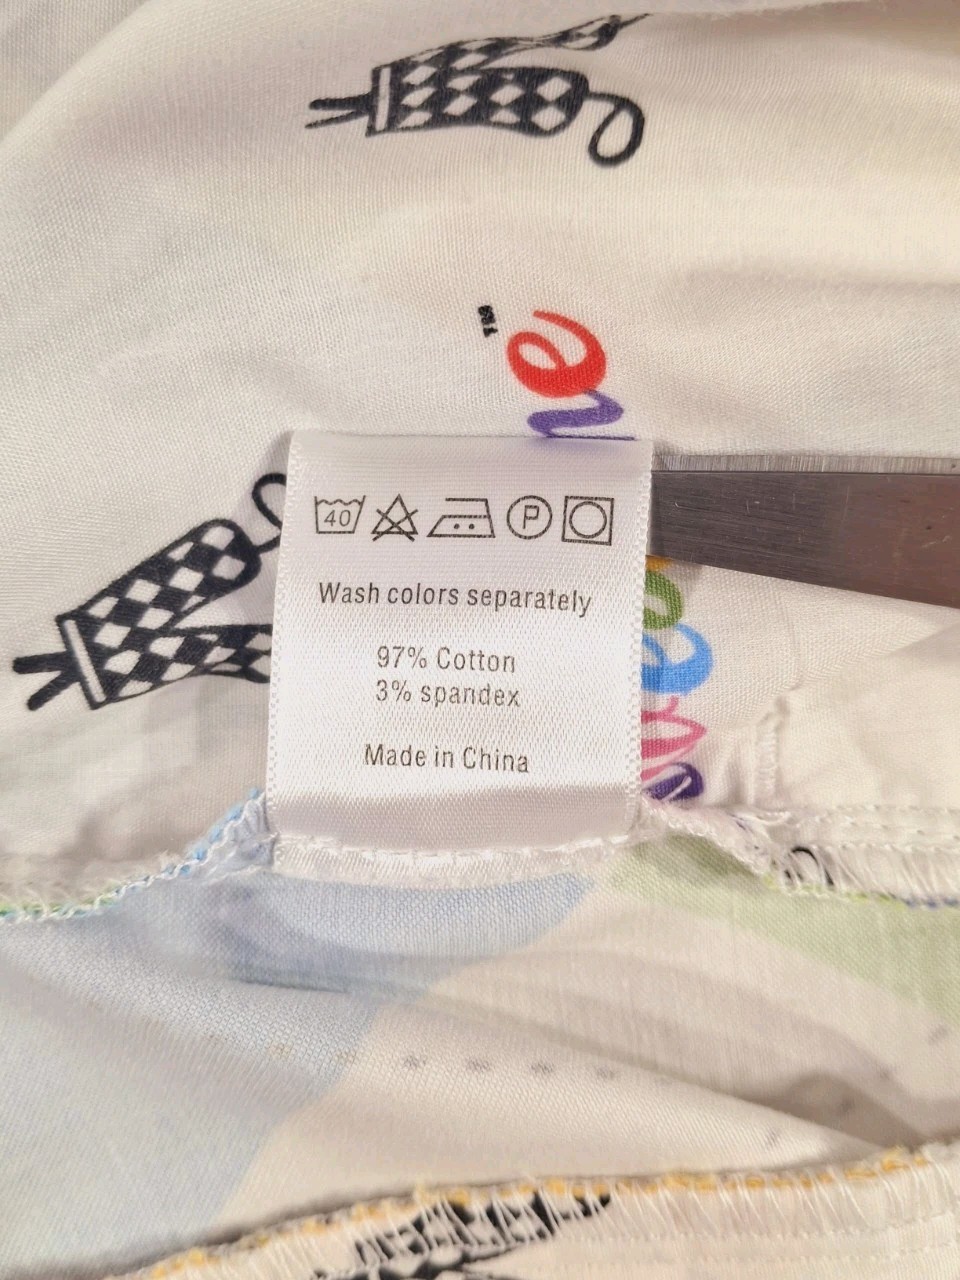 40 P
Wash colors separately
97% Cotton
3% spandex
Made in China